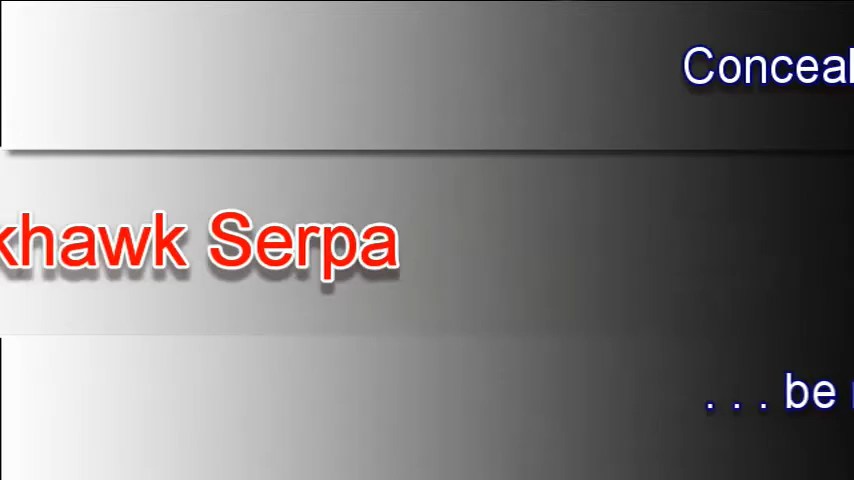 Conceal
khawk Serpa
. . . be